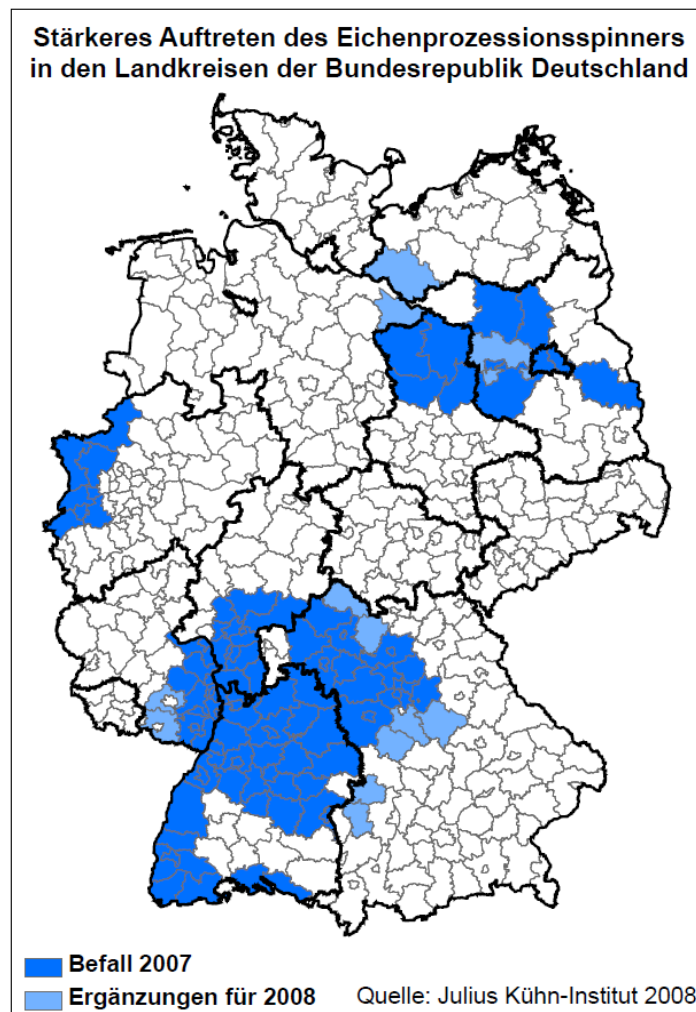 Stärkeres Auftreten des Eichenprozessionsspinners
in den Landkreisen der Bundesrepublik Deutschland
Befall 2007
Ergänzungen für 2008 Quelle: Julius Kühn-Institut 2008